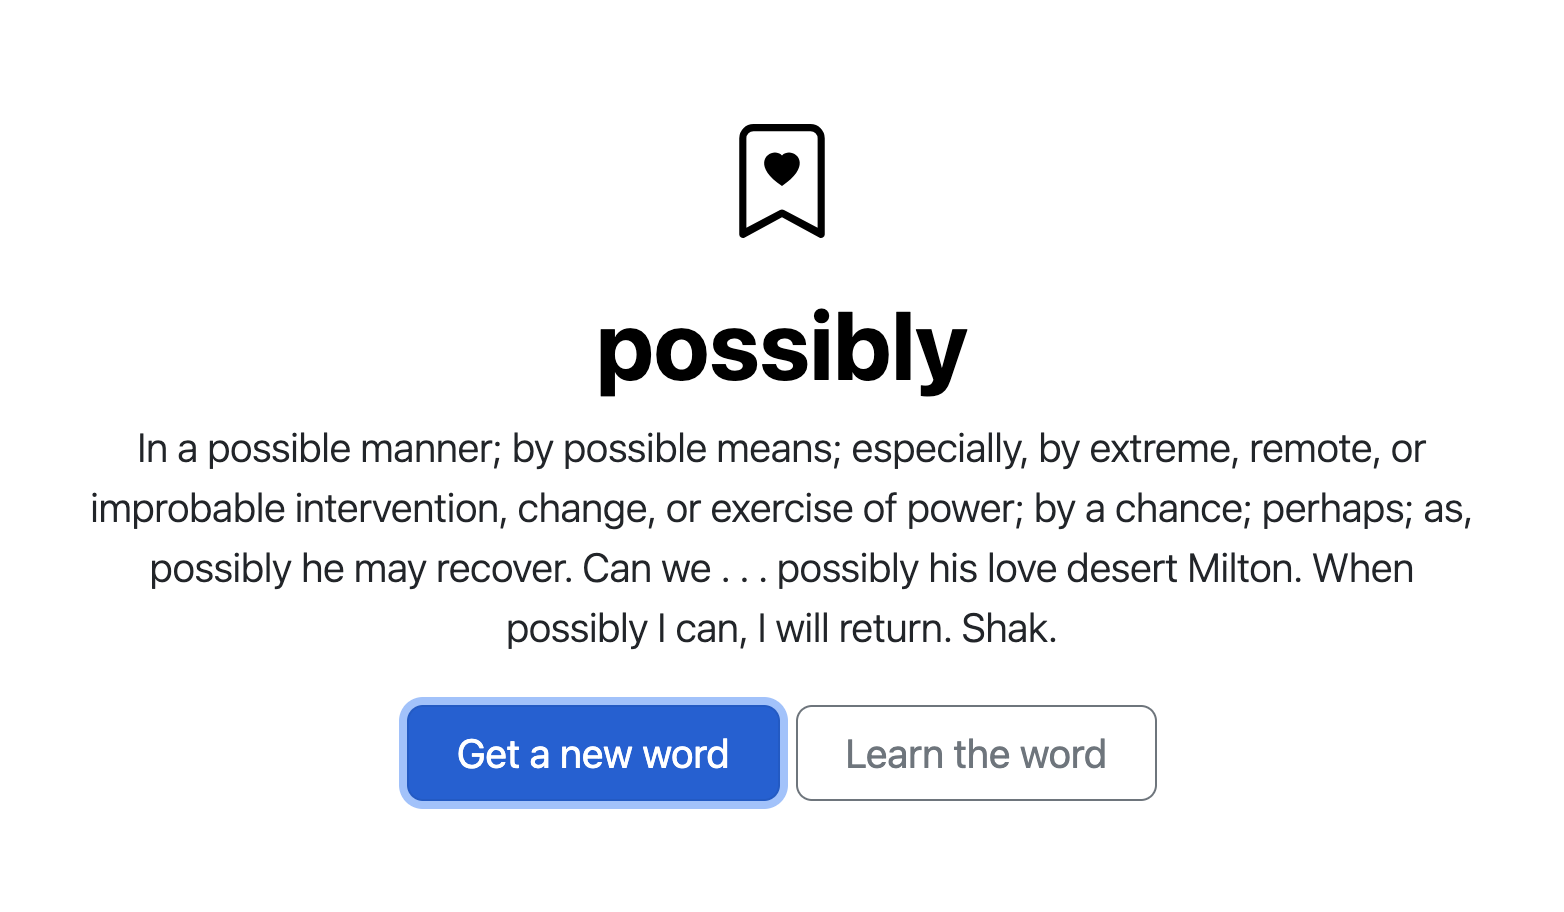 possibly
In a possible manner; by possible means; especially, by extreme, remote, or
improbable intervention, change, or exercise of power; by a chance; perhaps; as,
possibly he may recover. Can we . . . possibly his love desert Milton. When
possibly I can, I will return. Shak.
Get a new word
Learn the word